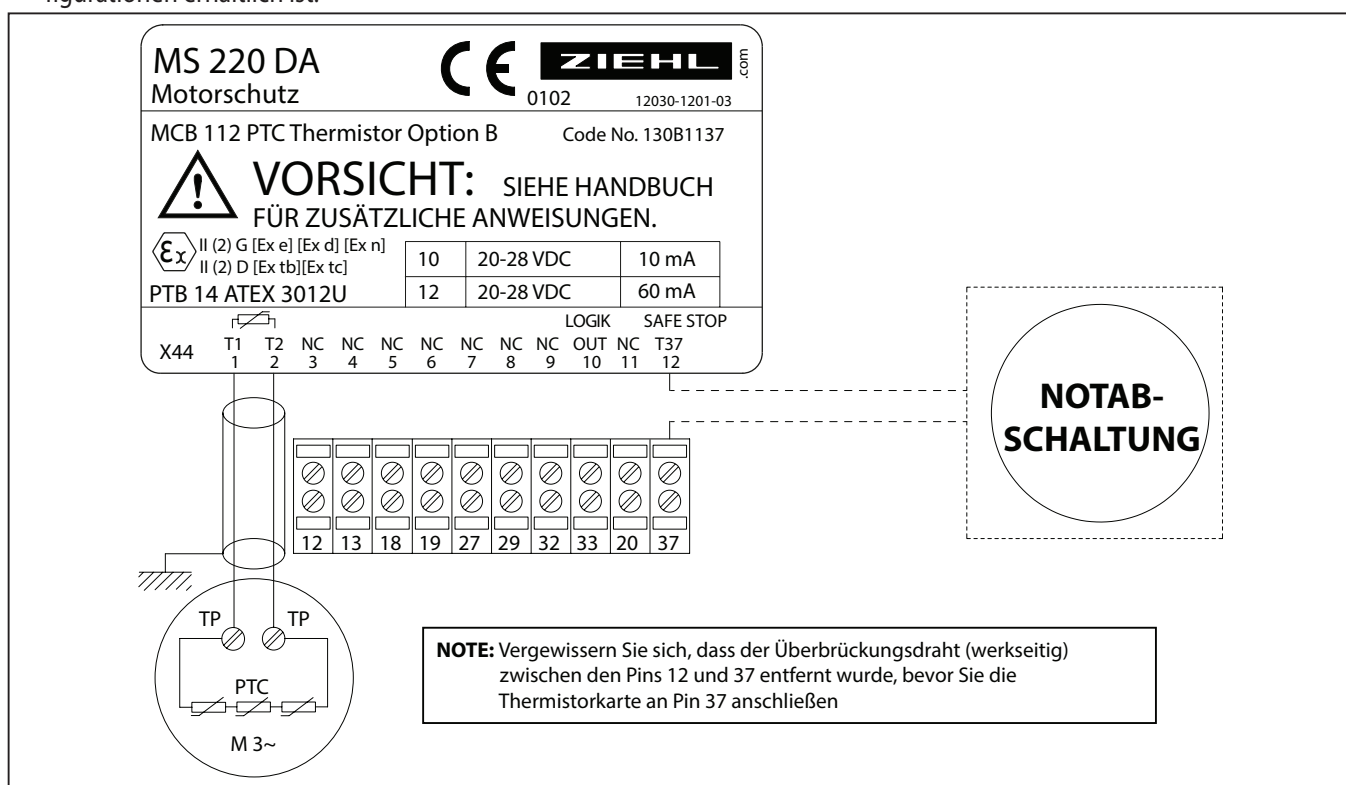 figurationen erhältlich ist.
MS 220 DA
Motorschutz
CE 0102
ZIEHL .com
12030-1201-03
MCB 112 PTC Thermistor Option B Code No. 130B1137
VORSICHT: SIEHE HANDBUCH
FÜR ZUSÄTZLICHE ANWEISUNGEN.
Ex II (2) G [Ex e] [Ex d] [Ex n]
II (2) D [Ex tb][Ex tc]
10 20-28 VDC 10 mA
12 20-28 VDC 60 mA
PTB 14 ATEX 3012U
LOGIK SAFE STOP
X44 T1 T2 NC NC NC NC NC NC NC OUT NC T37
1 2 3 4 5 6 7 8 9 10 11 12
NOTAB-
SCHALTUNG
12 13 18 19 27 29 32 33 20 37
TP TP
PTC
M 3~
NOTE: Vergewissern Sie sich, dass der Überbrückungsdraht (werkseitig)
zwischen den Pins 12 und 37 entfernt wurde, bevor Sie die
Thermistorkarte an Pin 37 anschließen